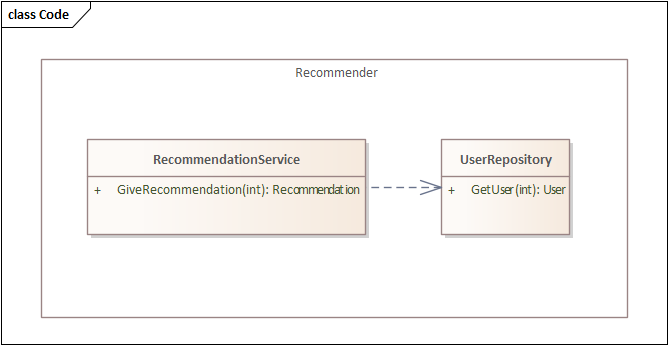 class Code
Recommender
RecommendationService
+ GiveRecommendation(int): Recommendation
UserRepository
+ GetUser(int): User